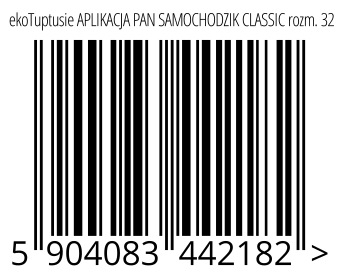 ekoTuptusie APLIKACJA PAN SAMOCHODZIK CLASSIC rozm. 32
5 904083 442182 >